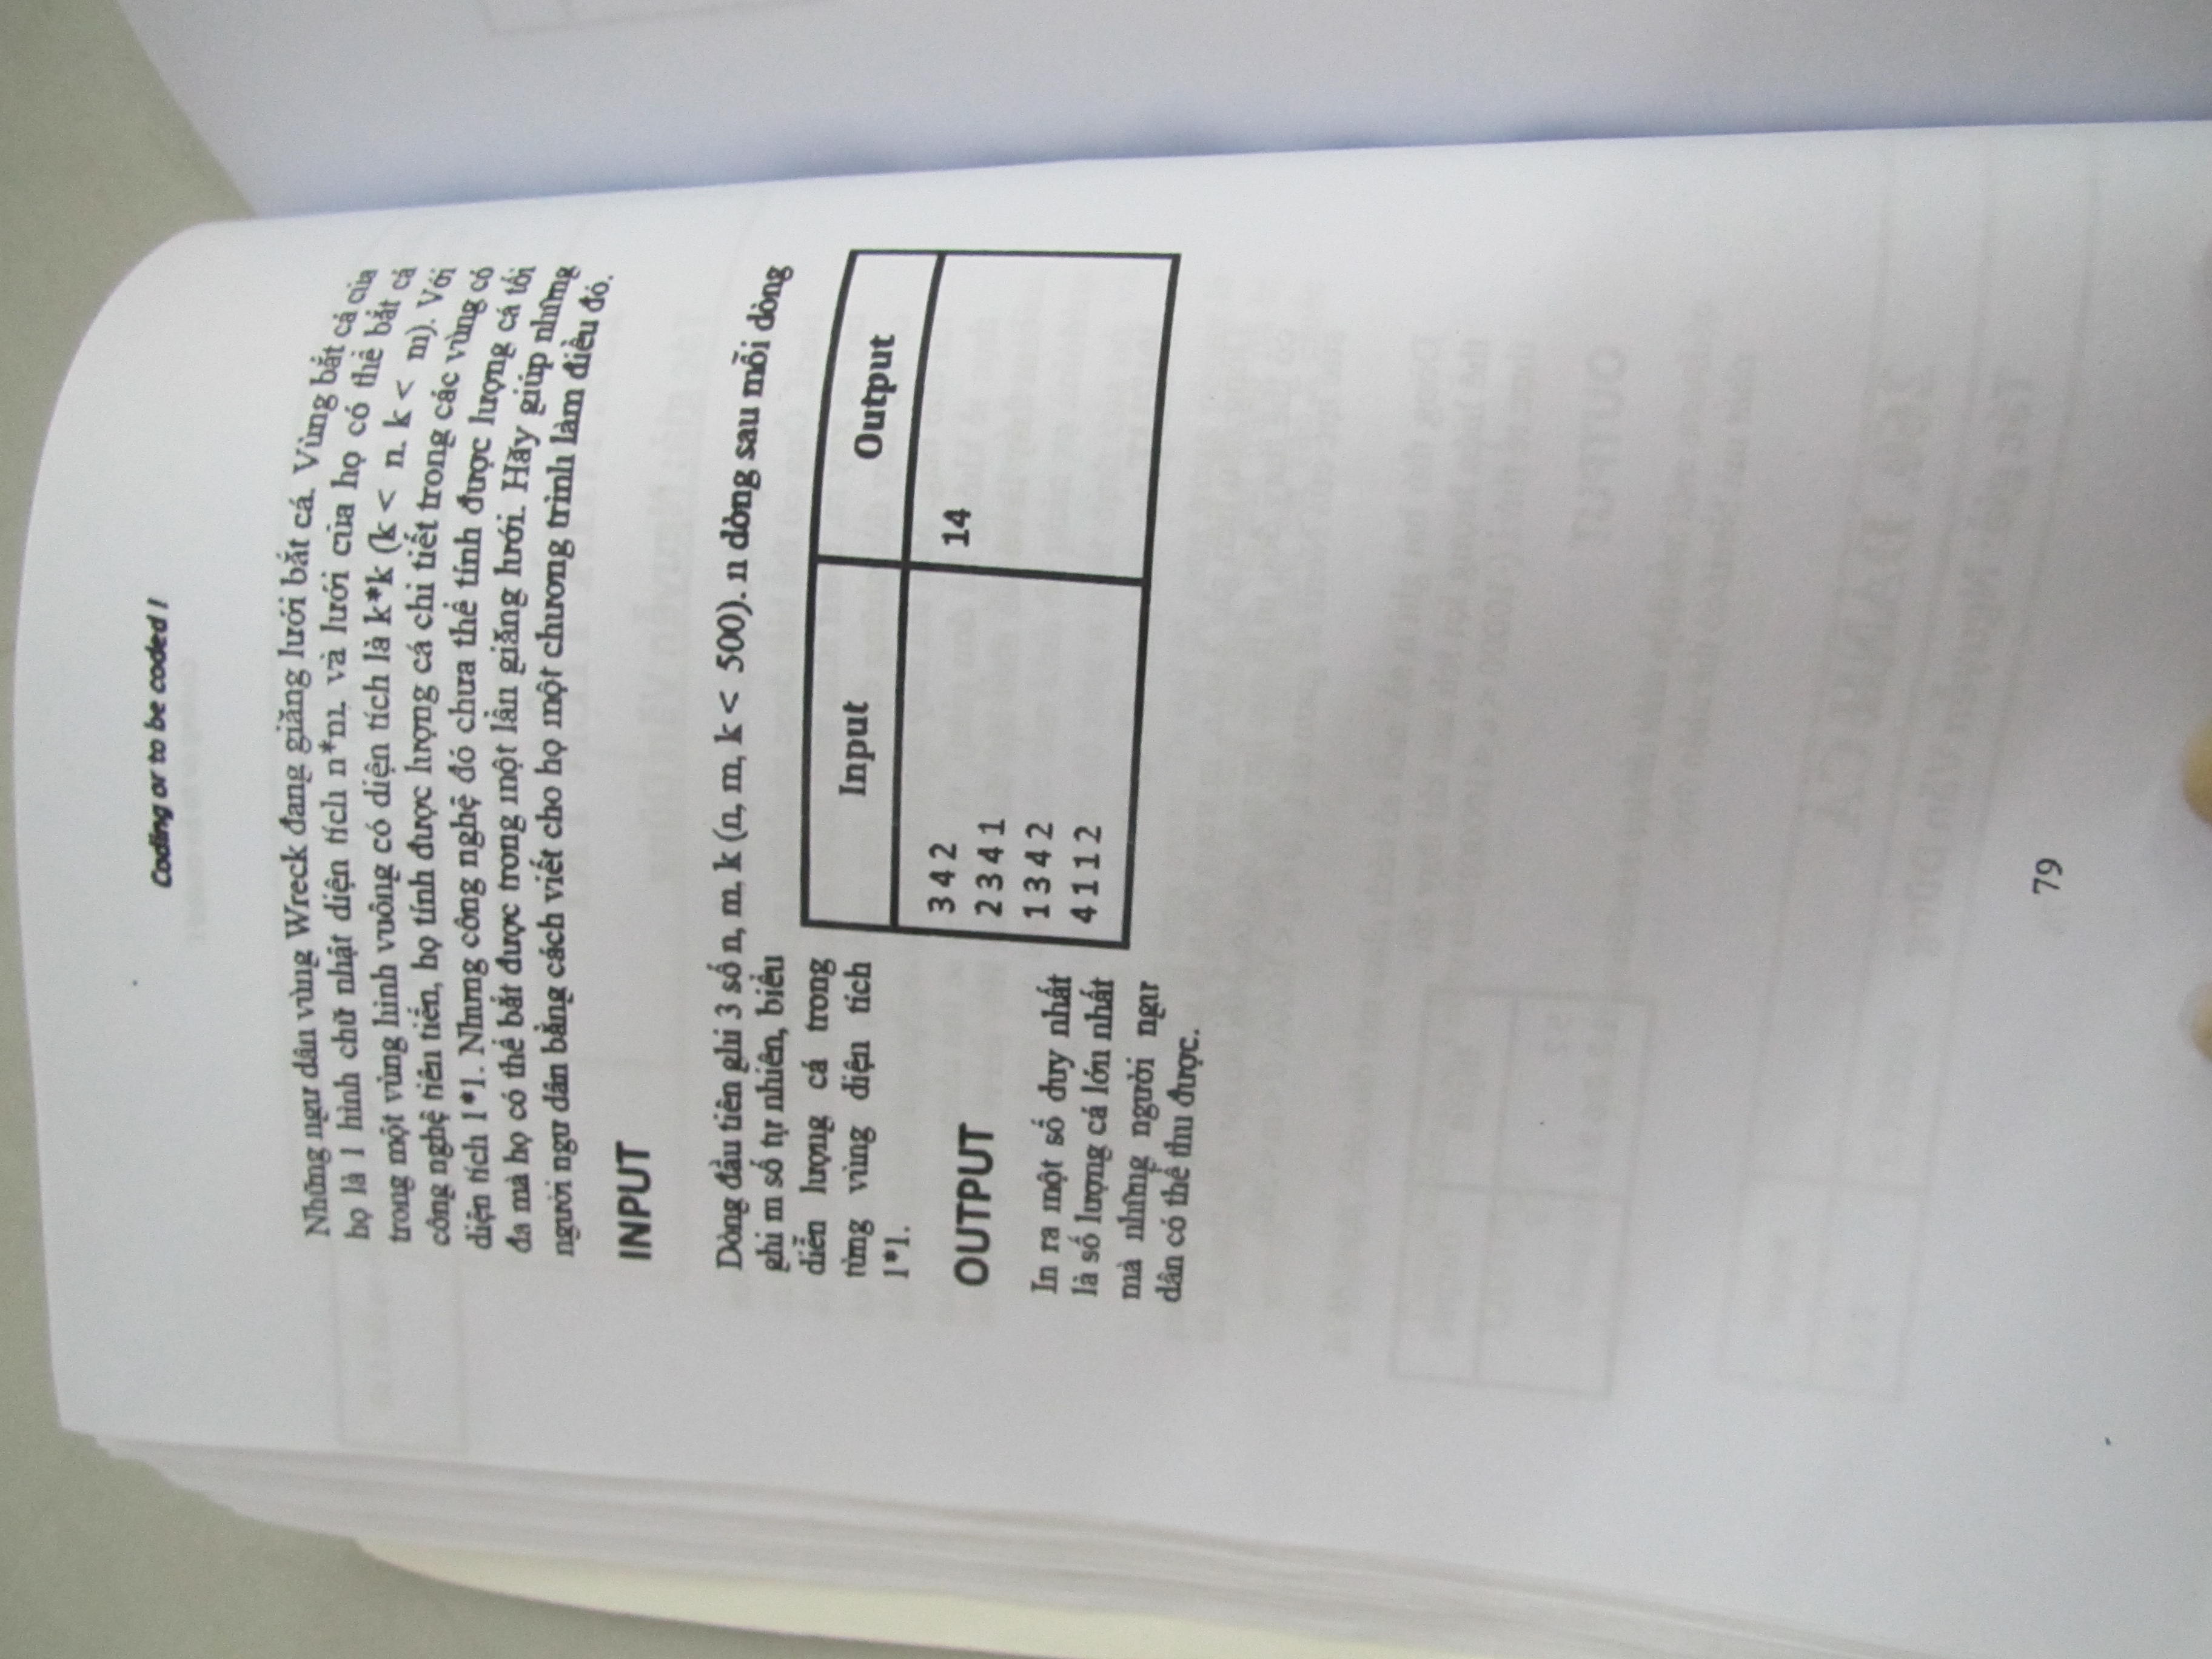 Coding or to be coded !
Những ngư dân vùng Wreck đang giăng lưới bắt cá. Vùng bắt cá của
họ là 1 hình chữ nhật diện tích n*m. và lưới của họ có thể bắt cá
trong một vùng hình vuông có diện tích là k*k (k < n. k < m). Với
công nghệ tiên tiến, họ tính được lượng cá chi tiết trong các vùng có
diện tích 1*1. Nhưng công nghệ đó chưa thể tính được lượng cá tối
đa mà họ có thể bắt được trong một lần giăng lưới. Hãy giúp những
người ngư dân bằng cách viết cho họ một chương trình làm điều đó.
INPUT
Dòng đầu tiên ghi 3 số n, m, k (n, m, k < 500). n dòng sau mỗi dòng
ghi m số tự nhiên, biểu
diễn lượng cá trong
từng vùng diện tích
1*1.
OUTPUT
In ra một số duy nhất
là số lượng cá lớn nhất
mà những người ngư
dân có thể thu được.
Input Output
3 4 2 14
2 3 4 1
1 3 4 2
4 1 1 2
79